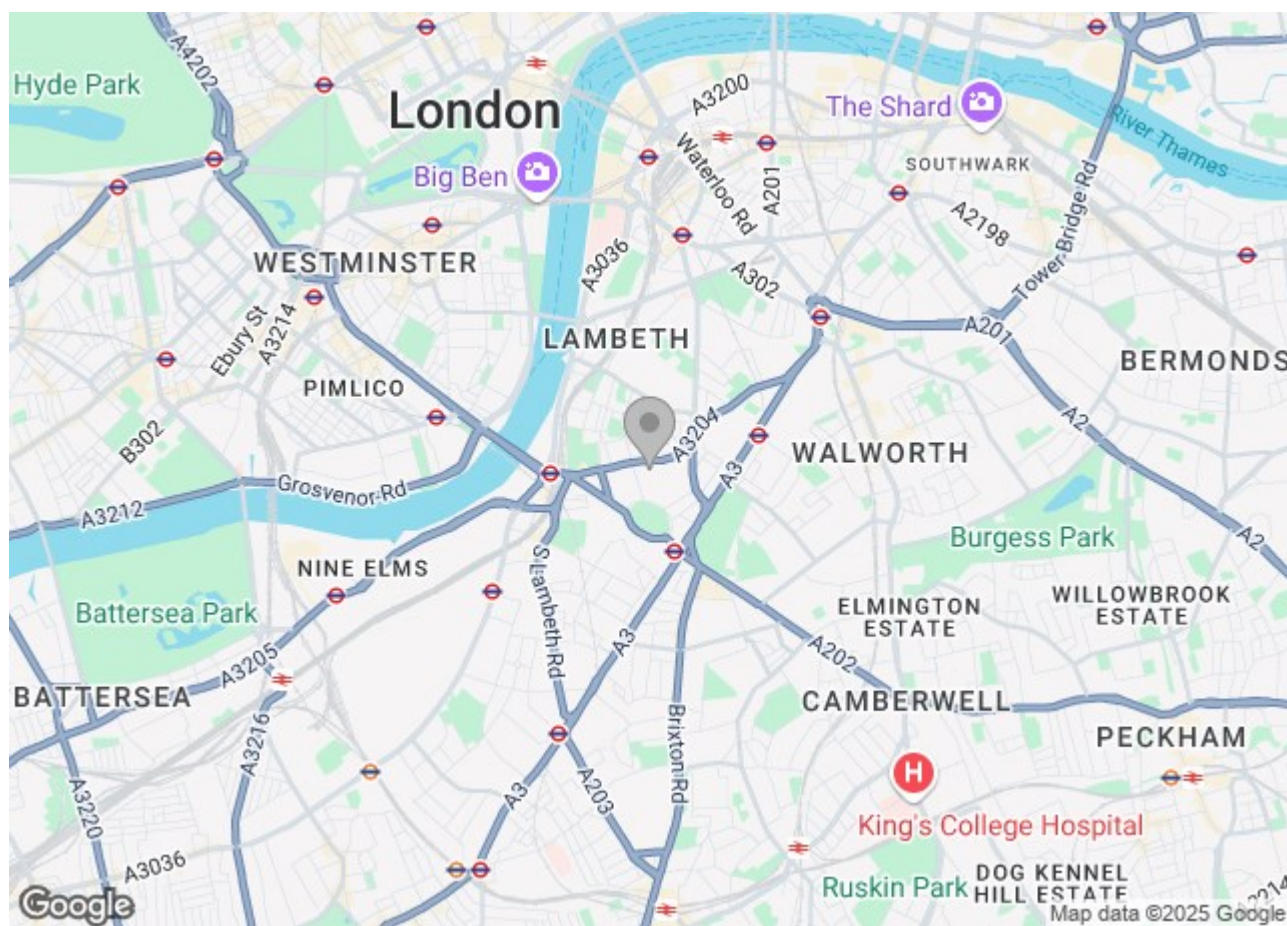 A4202
Hyde Park
London
A3200
The Shard
River Thames
Big Ben
Waterloo Rd
A201
SOUTHWARK
A2198
Tower Bridge Rd
WESTMINSTER
A3036
A302
Ebury St
A3214
LAMBETH
A201
BERMONDS
PIMLICO
B302
A3204
A2
WALWORTH
A3
Grosvenor Rd
A3212
Burgess Park
A2
NINE ELMS
S Lambeth Rd
ELMINGTON
ESTATE
WILLOWBROOK
ESTATE
Battersea Park
A3
A202
A3205
BATTERSEA
CAMBERWELL
A3216
Brixton Rd
PECKHAM
H
A3
A203
A3220
King's College Hospital
A3036
Ruskin Park
DOG KENNEL
HILL ESTATE
A2214
Google
Map data ©2025 Google